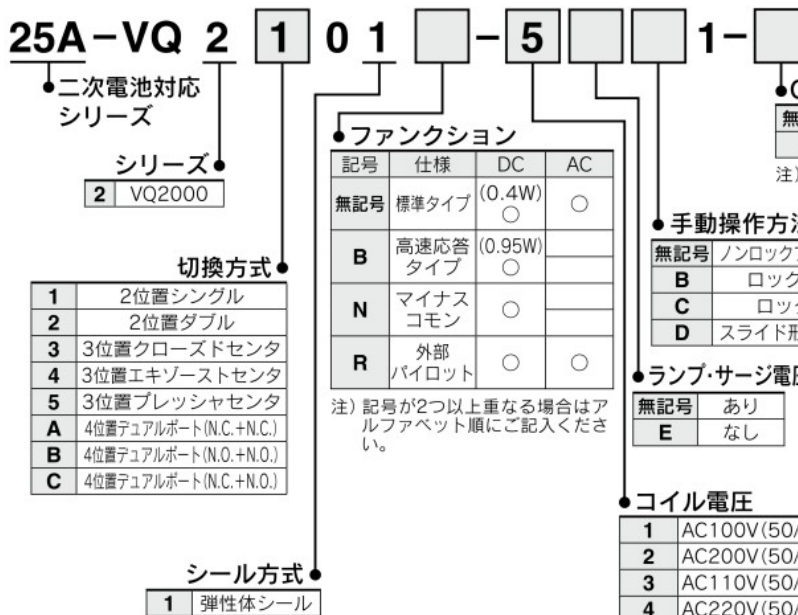 25A-VQ 2 1 0 1 - 5 1-
●二次電池対応
シリーズ
シリーズ●
2 VQ2000
切換方式●
1 2位置シングル
2 2位置ダブル
3 3位置クローズドセンタ
4 3位置エキゾーストセンタ
5 3位置プレッシャセンタ
A 4位置デュアルポート(N.C.+N.C.)
B 4位置デュアルポート(N.O.+N.O.)
C 4位置デュアルポート(N.C.+N.O.)
シール方式●
1 弾性体シール
●ファンクション
記号 仕様 DC AC
無記号 標準タイプ (0.4W) ○ ○
B 高速応答タイプ (0.95W) ○
N マイナスコモン ○
R 外部パイロット ○ ○
注) 記号が2つ以上重なる場合はア
ルファベット順にご記入くださ
い。
注)
●手動操作方
無記号 ノンロック
B ロック
C ロッ
D スライド
●ランプ・サージ電
無記号 あり
E なし
●コイル電圧
1 AC100V(50/
2 AC200V(50/
3 AC110V(50/
4 AC220V(50/